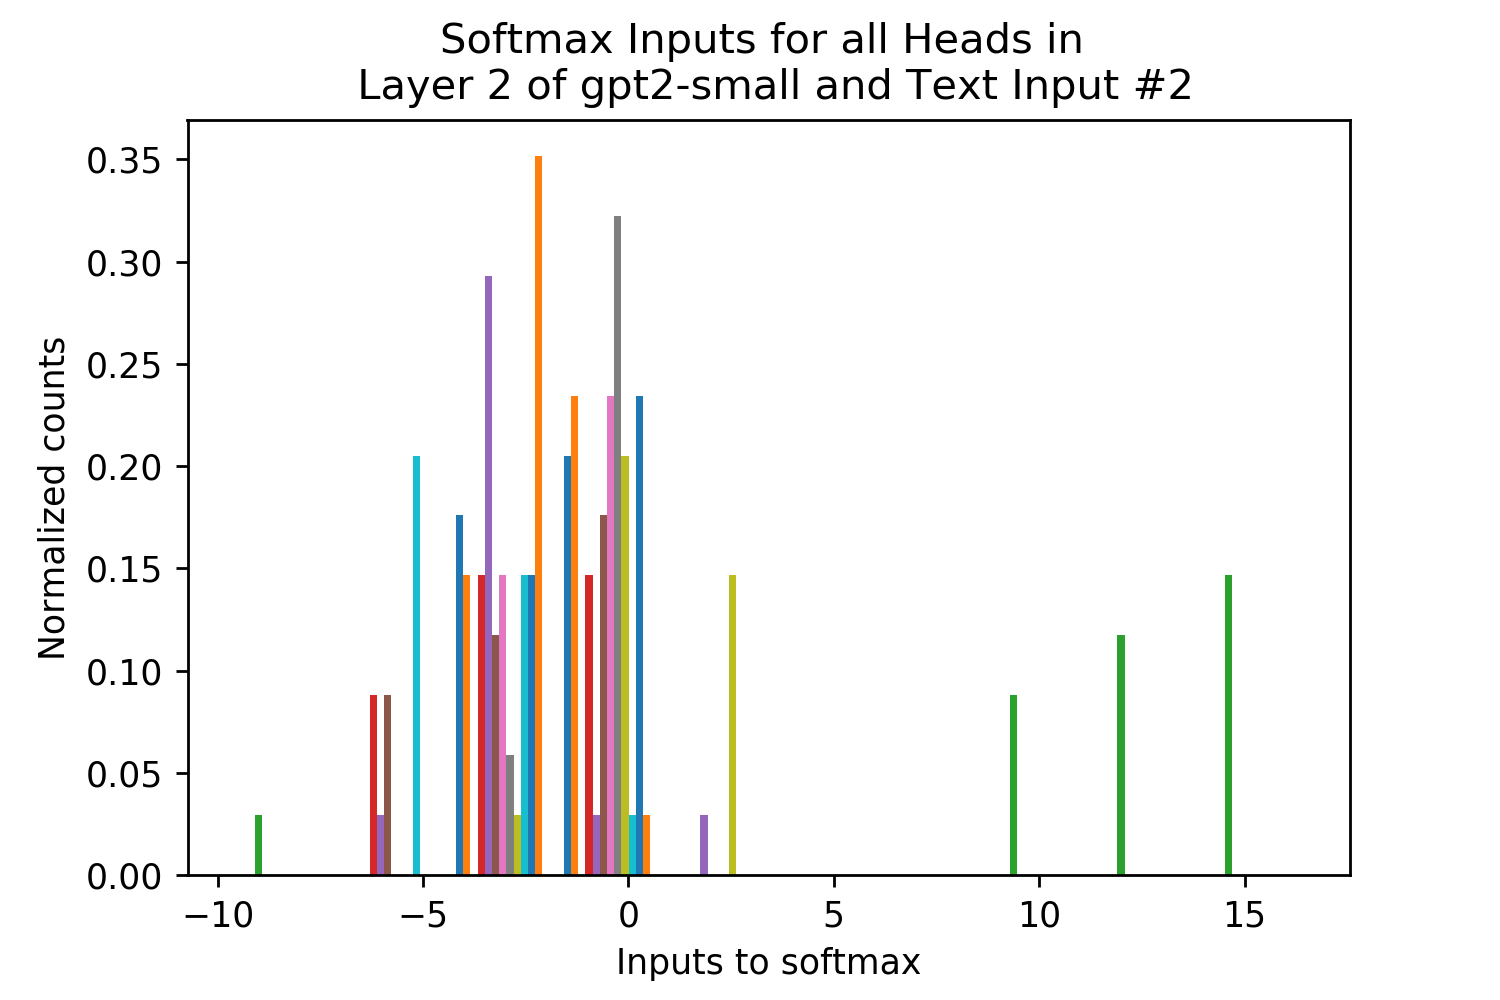 Softmax Inputs for all Heads in
Layer 2 of gpt2-small and Text Input #2
0.35
0.30
0.25
0.20
0.15
0.10
0.05
0.00
Normalized counts
−10 −5 0 5 10 15
Inputs to softmax